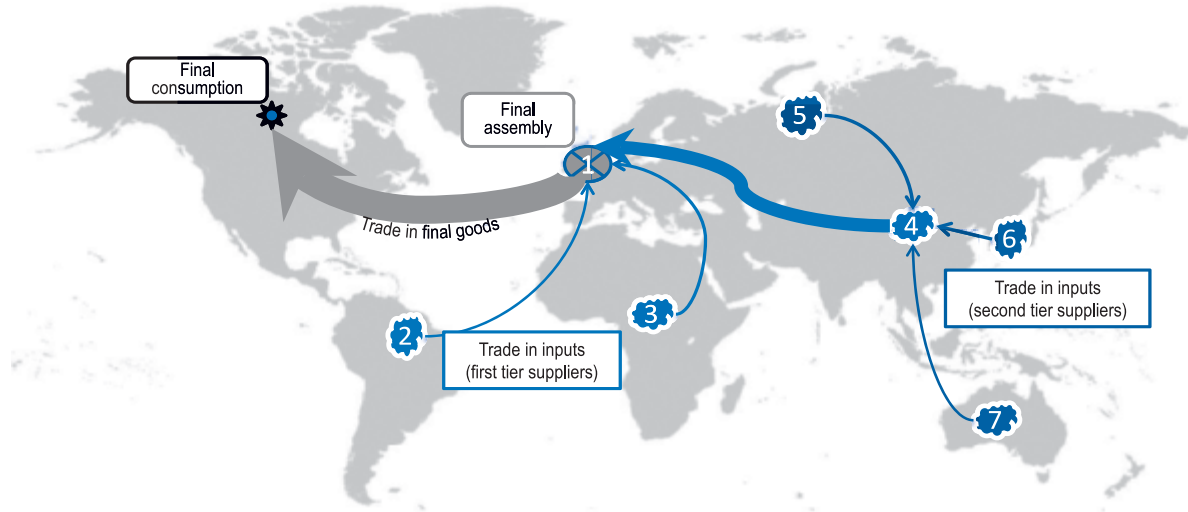 Final
consumption
Final
assembly
5
1
Trade in final goods
4
6
Trade in inputs
(second tier suppliers)
3
2
Trade in inputs
(first tier suppliers)
7